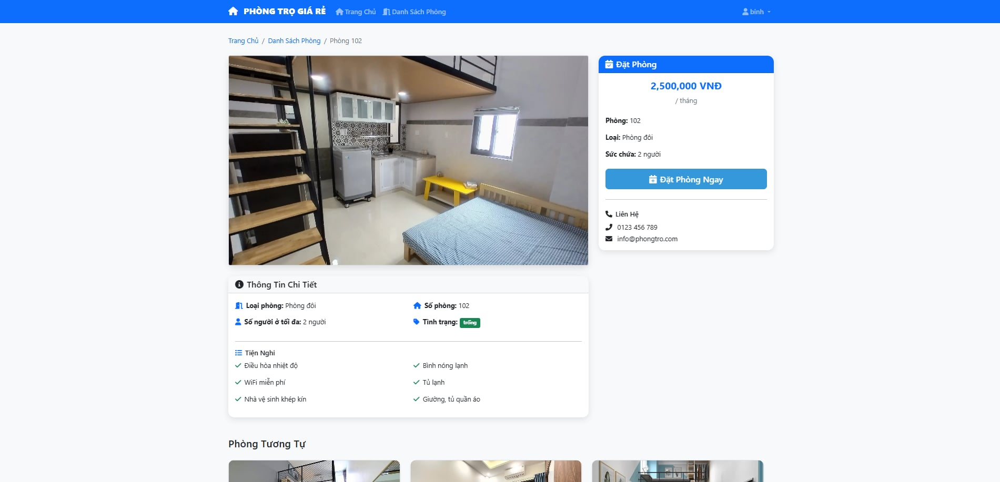 PHÒNG TRỌ GIÁ RẺ Trang Chủ Danh Sách Phòng binh
Trang Chủ / Danh Sách Phòng / Phòng 102
Đặt Phòng
2,500,000 VNĐ
/ tháng
Phòng: 102
Loại: Phòng đôi
Sức chứa: 2 người
Đặt Phòng Ngay
Liên Hệ
0123 456 789
info@phongtro.com
Thông Tin Chi Tiết
Loại phòng: Phòng đôi Số phòng: 102
Số người ở tối đa: 2 người Tình trạng: trống
Tiện Nghi
Điều hòa nhiệt độ Bình nóng lạnh
WiFi miễn phí Tủ lạnh
Nhà vệ sinh khép kín Giường, tủ quần áo
Phòng Tương Tự